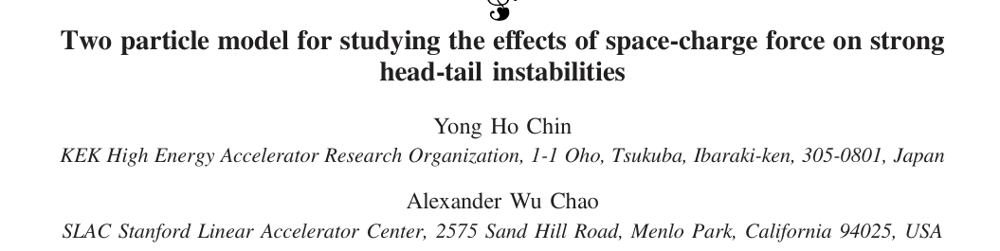 Two particle model for studying the effects of space-charge force on strong
head-tail instabilities
Yong Ho Chin
KEK High Energy Accelerator Research Organization, 1-1 Oho, Tsukuba, Ibaraki-ken, 305-0801, Japan
Alexander Wu Chao
SLAC Stanford Linear Accelerator Center, 2575 Sand Hill Road, Menlo Park, California 94025, USA